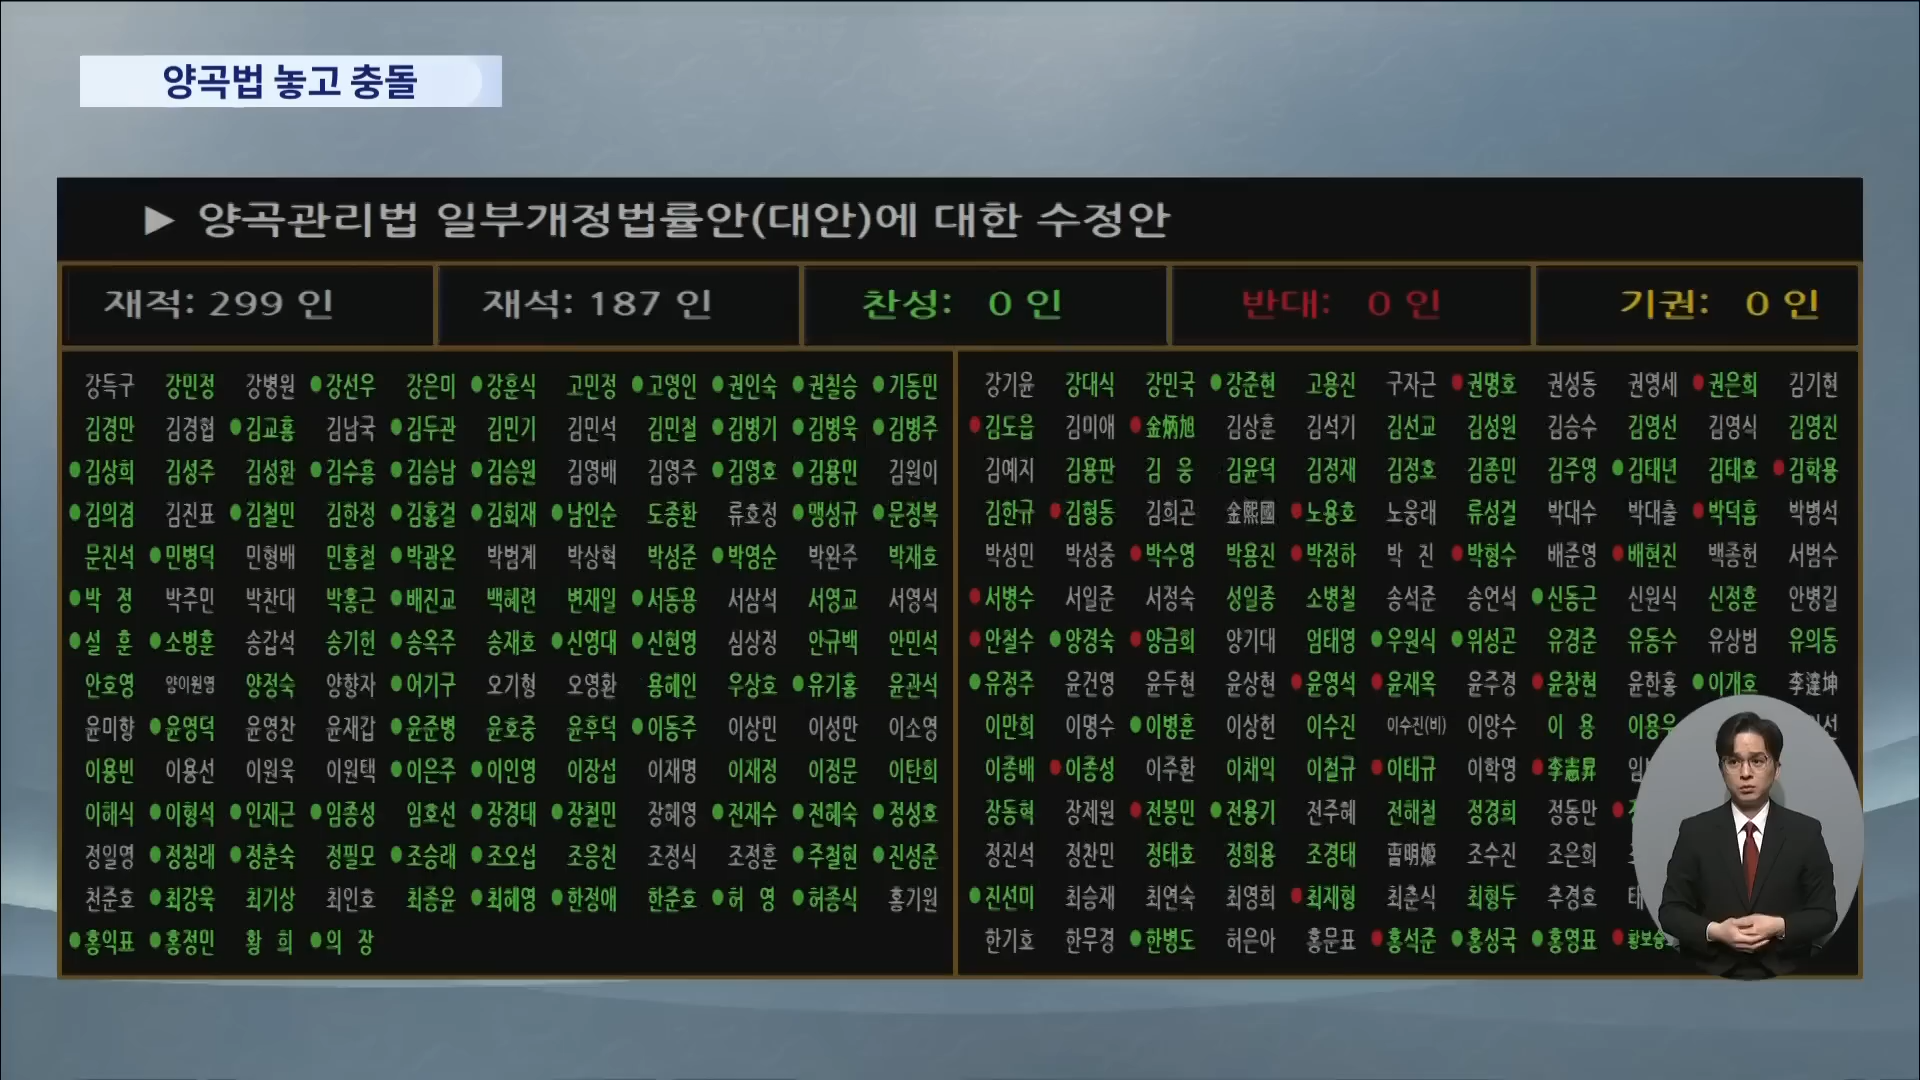 양곡법 놓고 충돌
▶ 양곡관리법 일부개정법률안(대안)에 대한 수정안
재적: 299 인 재석: 187 인 찬성: 0 인 반대: 0 인 기권: 0 인
강득구 강민정 강병원 강선우 강은미 강훈식 고민정 고영인 권인숙 권칠승 기동민
김경만 김경협 김교흥 김남국 김두관 김민기 김민석 김민철 김병기 김병욱 김병주
김상희 김성주 김성환 김수흥 김승남 김승원 김영배 김영주 김영호 김용민 김원이
김의겸 김진표 김철민 김한정 김홍걸 김회재 남인순 도종환 류호정 맹성규 문정복
문진석 민병덕 민형배 민홍철 박광온 박범계 박상혁 박성준 박영순 박완주 박재호
박 정 박주민 박찬대 박홍근 배진교 백혜련 변재일 서동용 서삼석 서영교 서영석
설 훈 소병훈 송갑석 송기헌 송옥주 송재호 신영대 신현영 심상정 안규백 안민석
안호영 양이원영 양정숙 양향자 어기구 오기형 오영환 용혜인 우상호 유기홍 윤관석
윤미향 윤영덕 윤영찬 윤재갑 윤준병 윤호중 윤후덕 이동주 이상민 이성만 이소영
이용빈 이용선 이원욱 이원택 이은주 이인영 이장섭 이재명 이재정 이정문 이탄희
이해식 이형석 인재근 임종성 임호선 장경태 장철민 장혜영 전재수 전혜숙 정성호
정일영 정청래 정춘숙 정필모 조승래 조오섭 조응천 조정식 조정훈 주철현 진성준
천준호 최강욱 최기상 최인호 최종윤 최혜영 한정애 한준호 허 영 허종식 홍기원
홍익표 홍정민 황 희 의 장
강기윤 강대식 강민국 강준현 고용진 구자근 권명호 권성동 권영세 권은희 김기현
김도읍 김미애 金炳旭 김상훈 김석기 김선교 김성원 김승수 김영선 김영식 김영진
김예지 김용판 김 웅 김윤덕 김정재 김정호 김종민 김주영 김태년 김태호 김학용
김한규 김형동 김희곤 金熙國 노용호 노웅래 류성걸 박대수 박대출 박덕흠 박병석
박성민 박성중 박수영 박용진 박정하 박 진 박형수 배준영 배현진 백종헌 서범수
서병수 서일준 서정숙 성일종 소병철 송석준 송언석 신동근 신원식 신정훈 안병길
안철수 양경숙 양금희 양기대 엄태영 우원식 위성곤 유경준 유동수 유상범 유의동
유정주 윤건영 윤두현 윤상현 윤영석 윤재옥 윤주경 윤창현 윤한홍 이개호 李達坤
이만희 이명수 이병훈 이상헌 이수진 이수진(비) 이양수 이 용
이종배 이종성 이주환 이채익 이철규 이태규 이학영 李憲昇
장동혁 장제원 전봉민 전용기 전주혜 전해철 정경희 정동만
정진석 정찬민 정태호 정희용 조경태 曺明姬 조수진 조은희
진선미 최승재 최연숙 최영희 최재형 최춘식 최형두 추경호
한기호 한무경 한병도 허은아 홍문표 홍석준 홍성국 홍영표